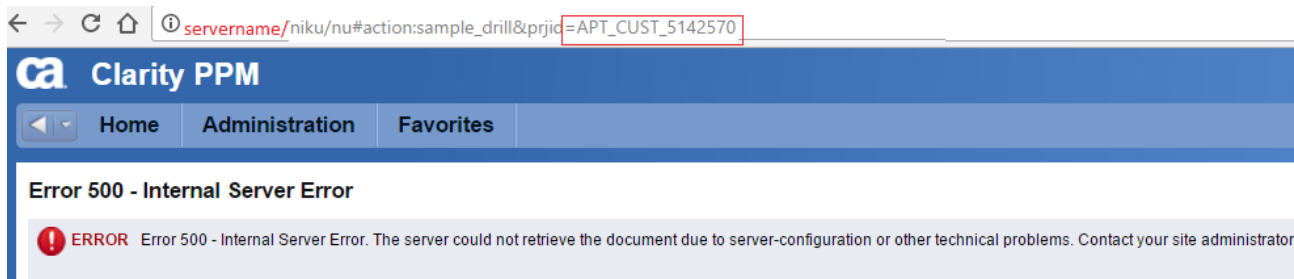 servername/niku/nu#action:sample_drill&prjid=APT_CUST_5142570
ca Clarity PPM
Home Administration Favorites
Error 500 - Internal Server Error
ERROR Error 500 - Internal Server Error. The server could not retrieve the document due to server-configuration or other technical problems. Contact your site administrator